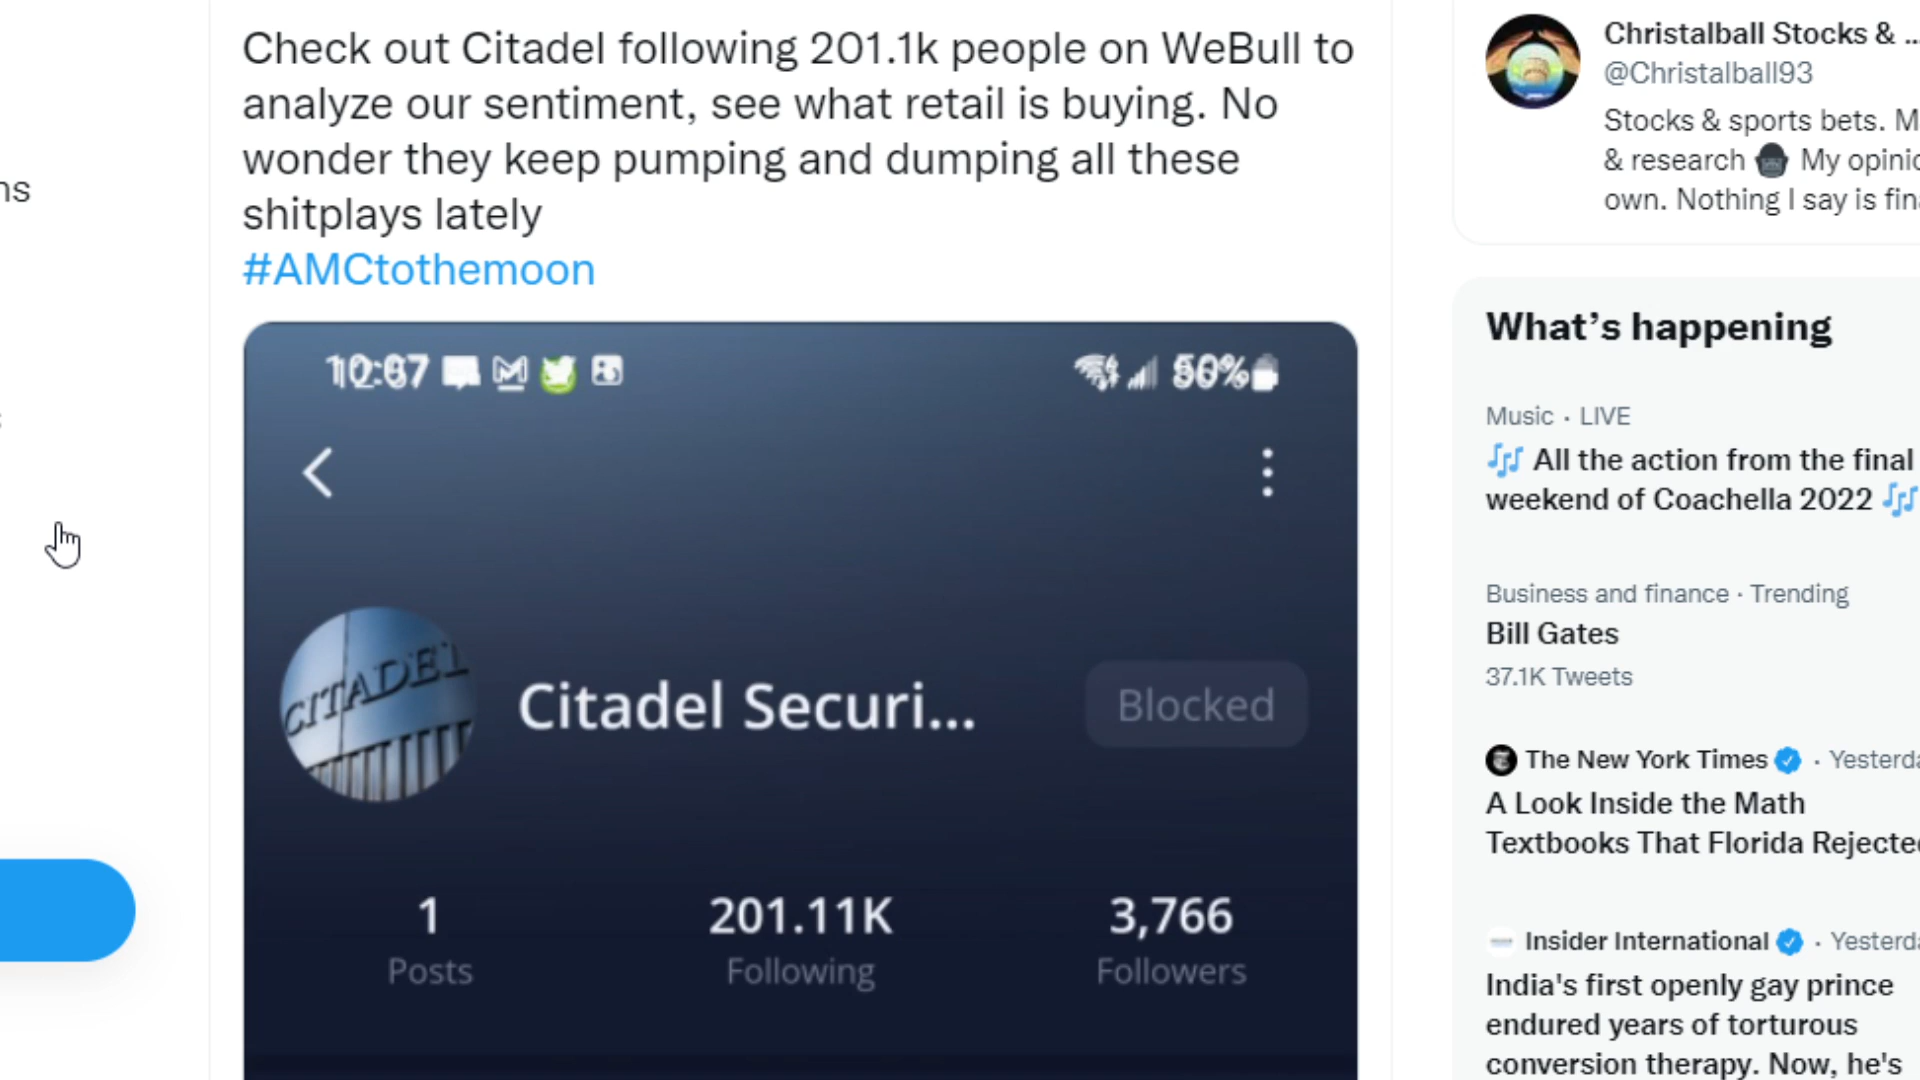 Check out Citadel following 201.1k people on WeBull to
analyze our sentiment, see what retail is buying. No
wonder they keep pumping and dumping all these
shitplays lately
#AMCtothemoon
CITADEL
Citadel Securi...
Blocked
1
Posts
201.11K
Following
3,766
Followers
Christalball Stocks & ...
@Christalball93
Stocks & sports bets. M
& research My opinio
own. Nothing I say is fin
What's happening
Music · LIVE
All the action from the final
weekend of Coachella 2022
Business and finance · Trending
Bill Gates
37.1K Tweets
The New York Times · Yesterda
A Look Inside the Math
Textbooks That Florida Rejected
Insider International · Yesterda
India's first openly gay prince
endured years of torturous
conversion therapy. Now, he's